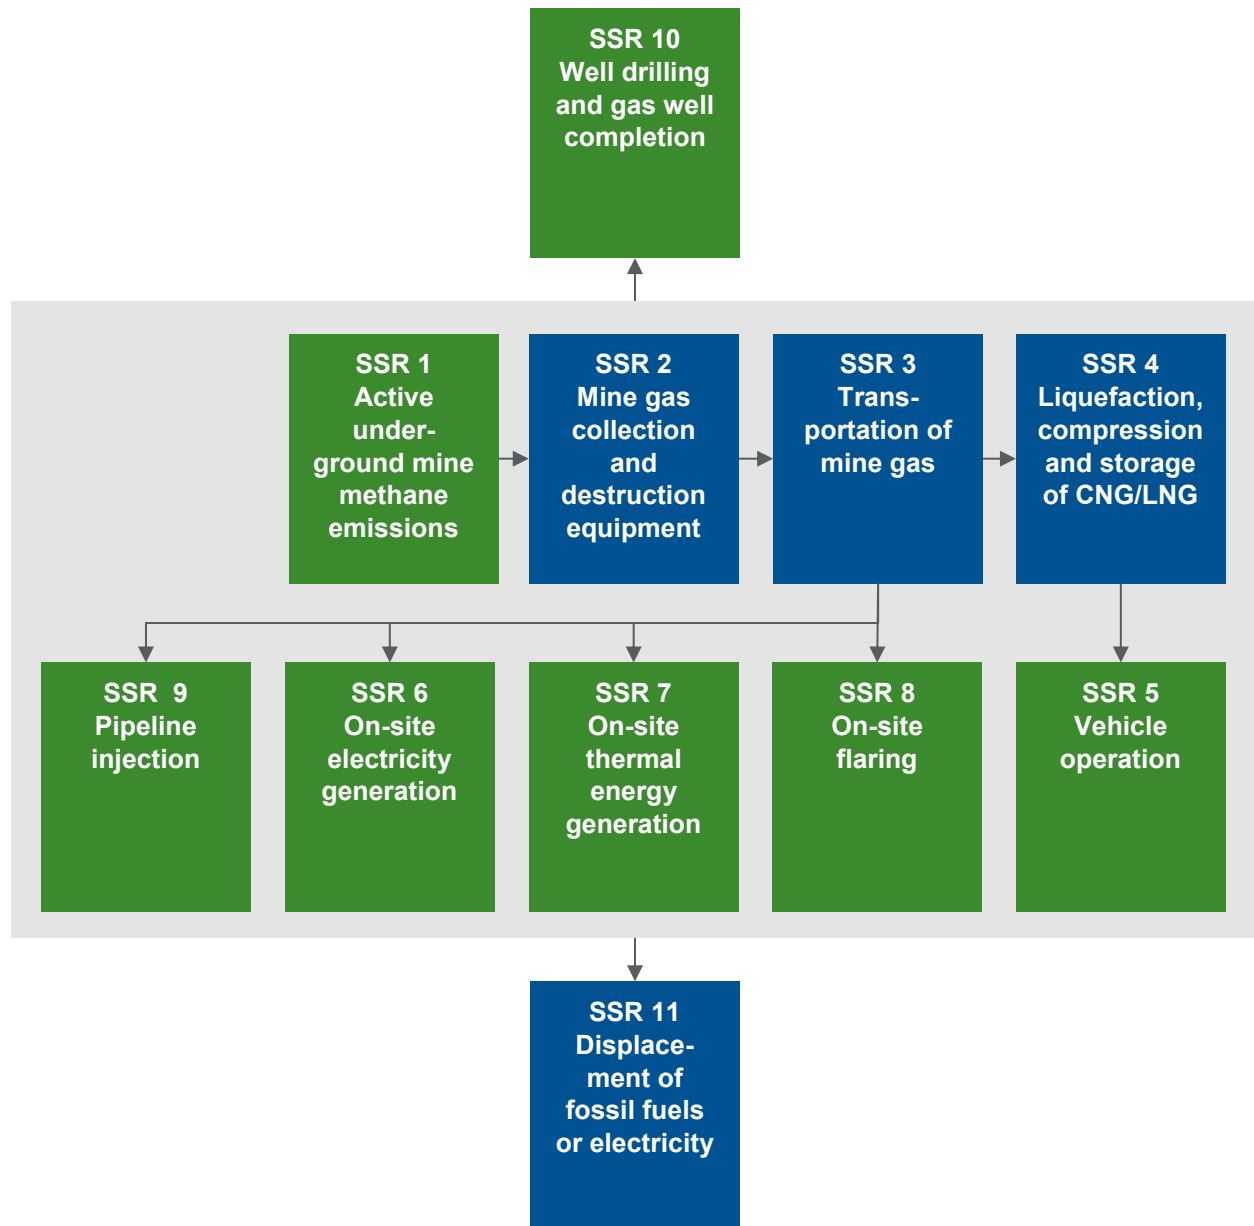 SSR 10
Well drilling
and gas well
completion
SSR 1
Active
under-
ground mine
methane
emissions
SSR 2
Mine gas
collection
and
destruction
equipment
SSR 3
Trans-
portation of
mine gas
SSR 4
Liquefaction,
compression
and storage
of CNG/LNG
SSR 9
Pipeline
injection
SSR 6
On-site
electricity
generation
SSR 7
On-site
thermal
energy
generation
SSR 8
On-site
flaring
SSR 5
Vehicle
operation
SSR 11
Displace-
ment of
fossil fuels
or electricity